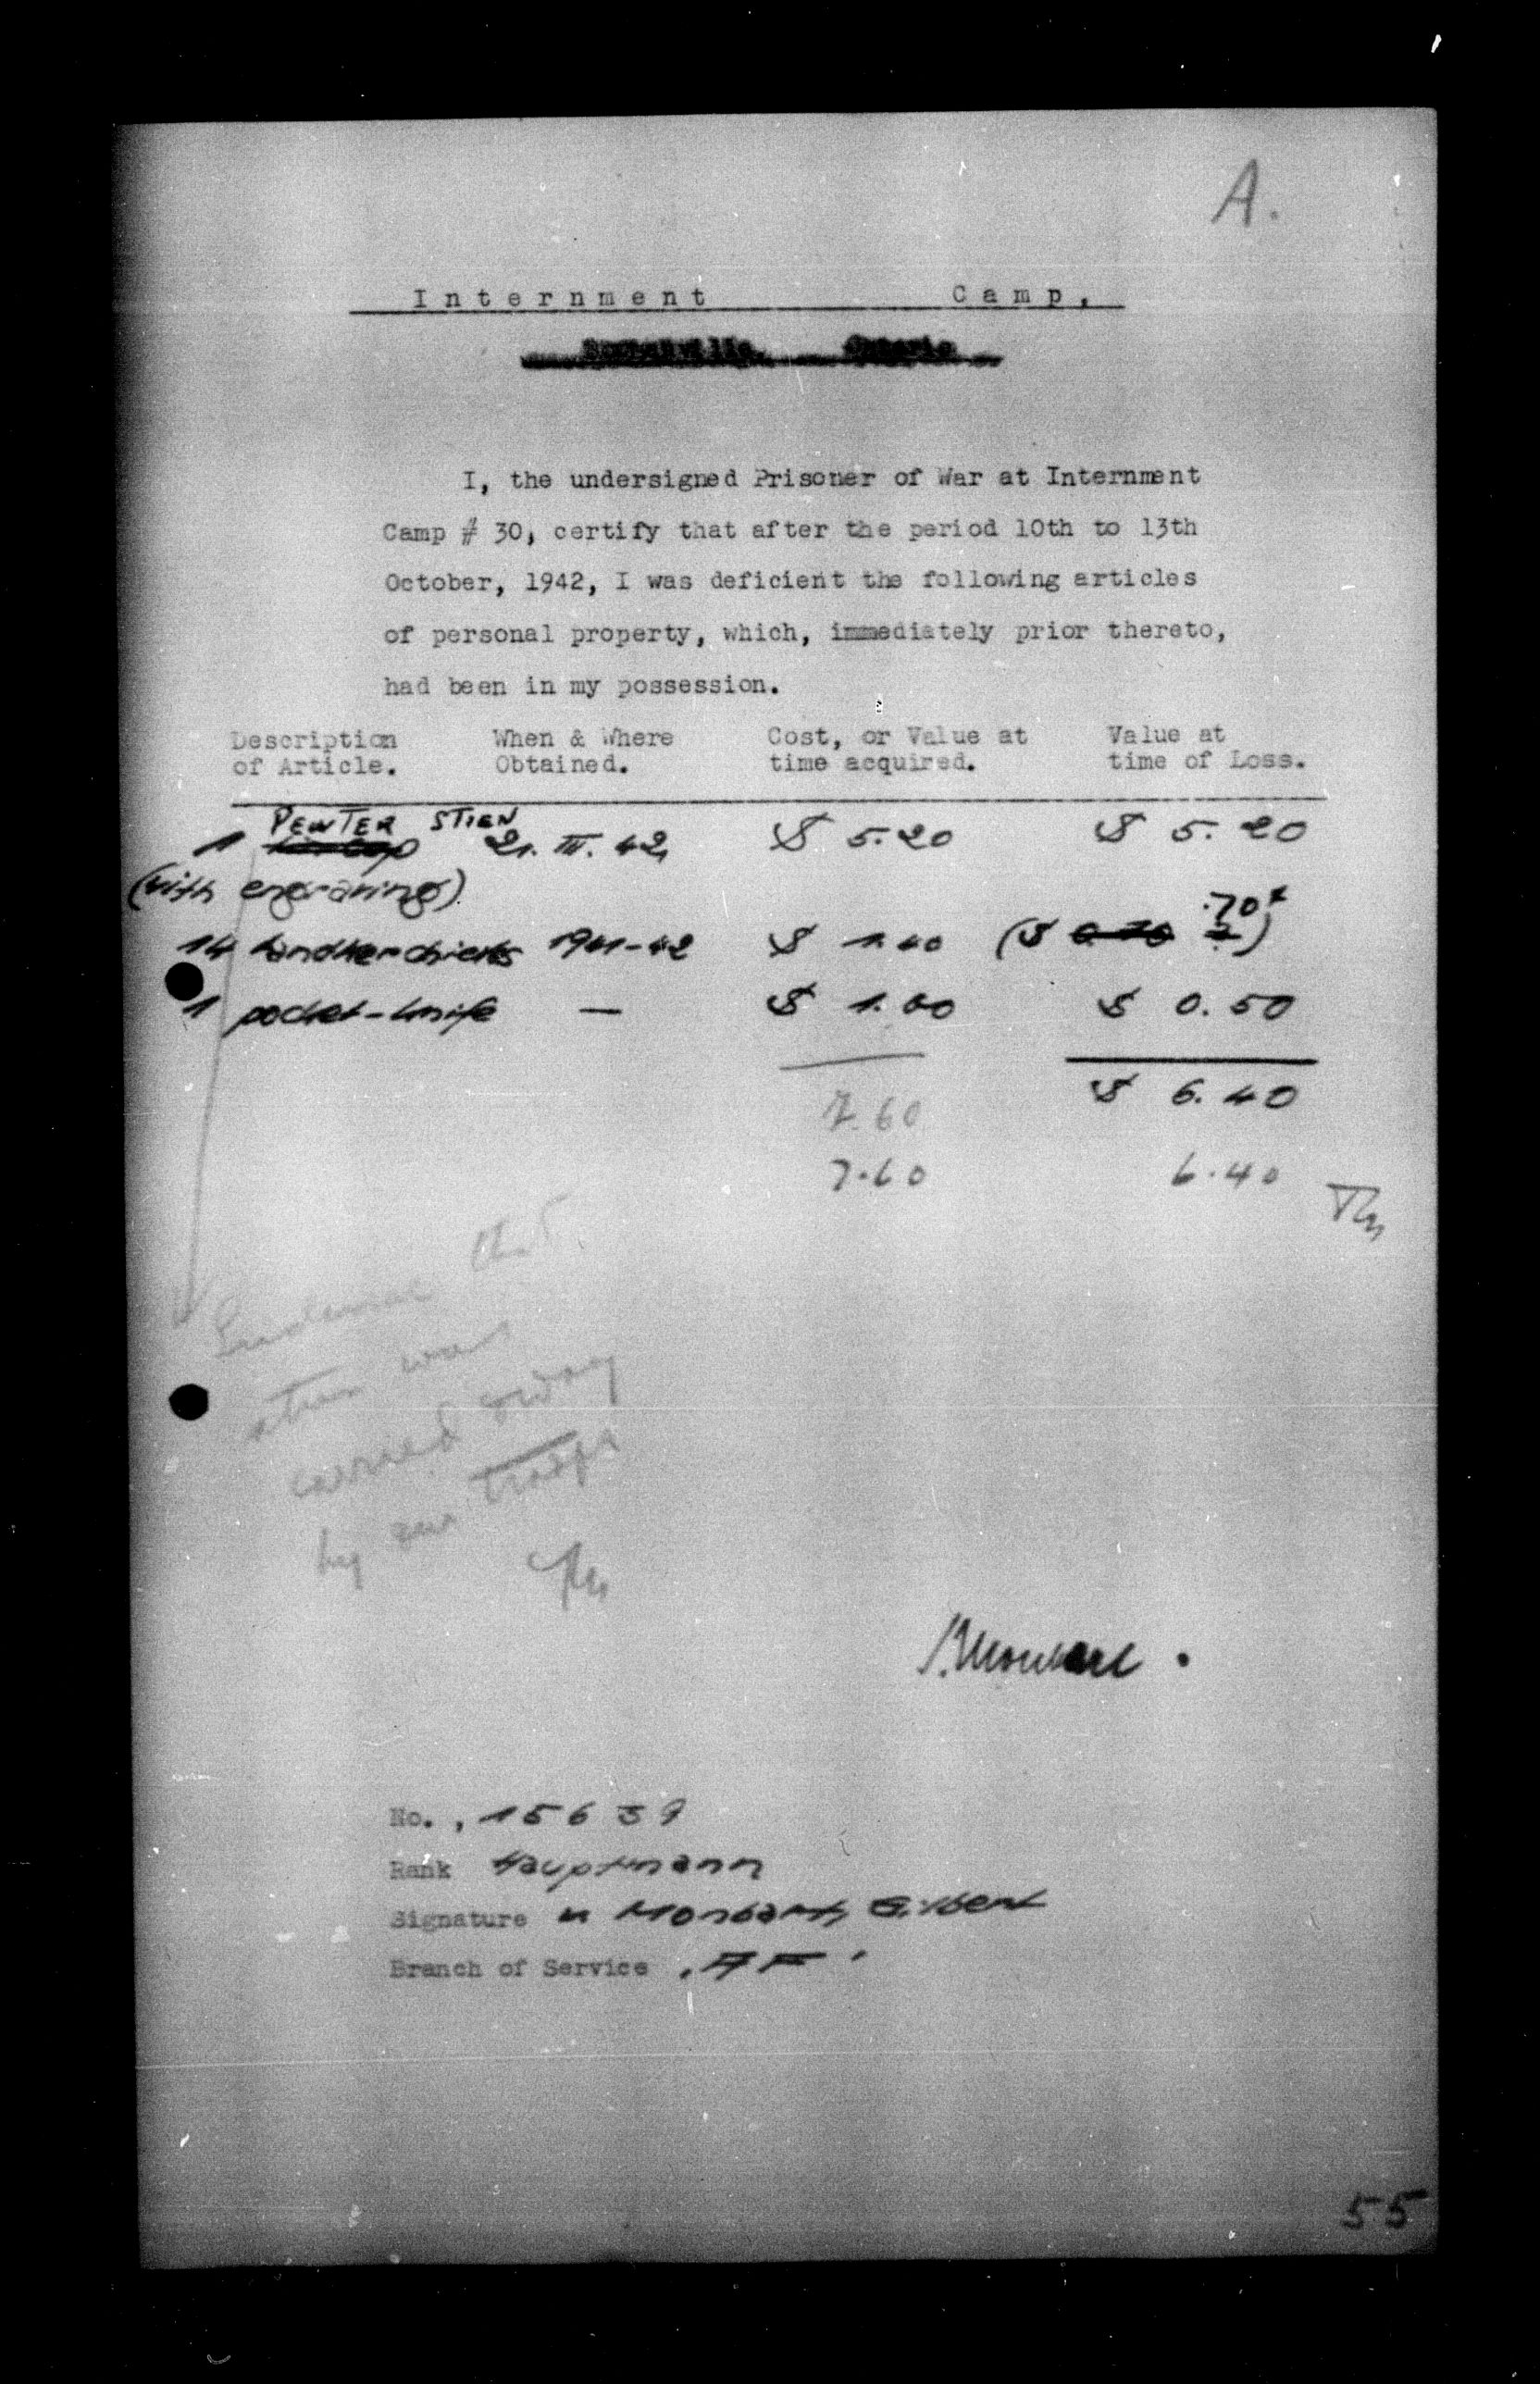 A.
Internment Camp,
I, the undersigned Prisoner of War at Internment
Camp # 30, certify that after the period 10th to 13th
October, 1942, I was deficient the following articles
of personal property, which, immediately prior thereto,
had been in my possession.
Description of Article. When & Where Obtained. Cost, or Value at time acquired. Value at time of Loss.
PEWTER STIEN
1 21. III. 42 $ 5.20 $ 5.20
(with engraving).
14 handkerchiefs 1941-42 $ 1.40 ($ .70)
1 pocket-knife — $ 1.00 $ 0.50
$ 6.40
7.60
7.60 6.40
stien was
carried away
by our troops
No., 15639
Rank Hauptmann
Signature
Branch of Service . AF
55